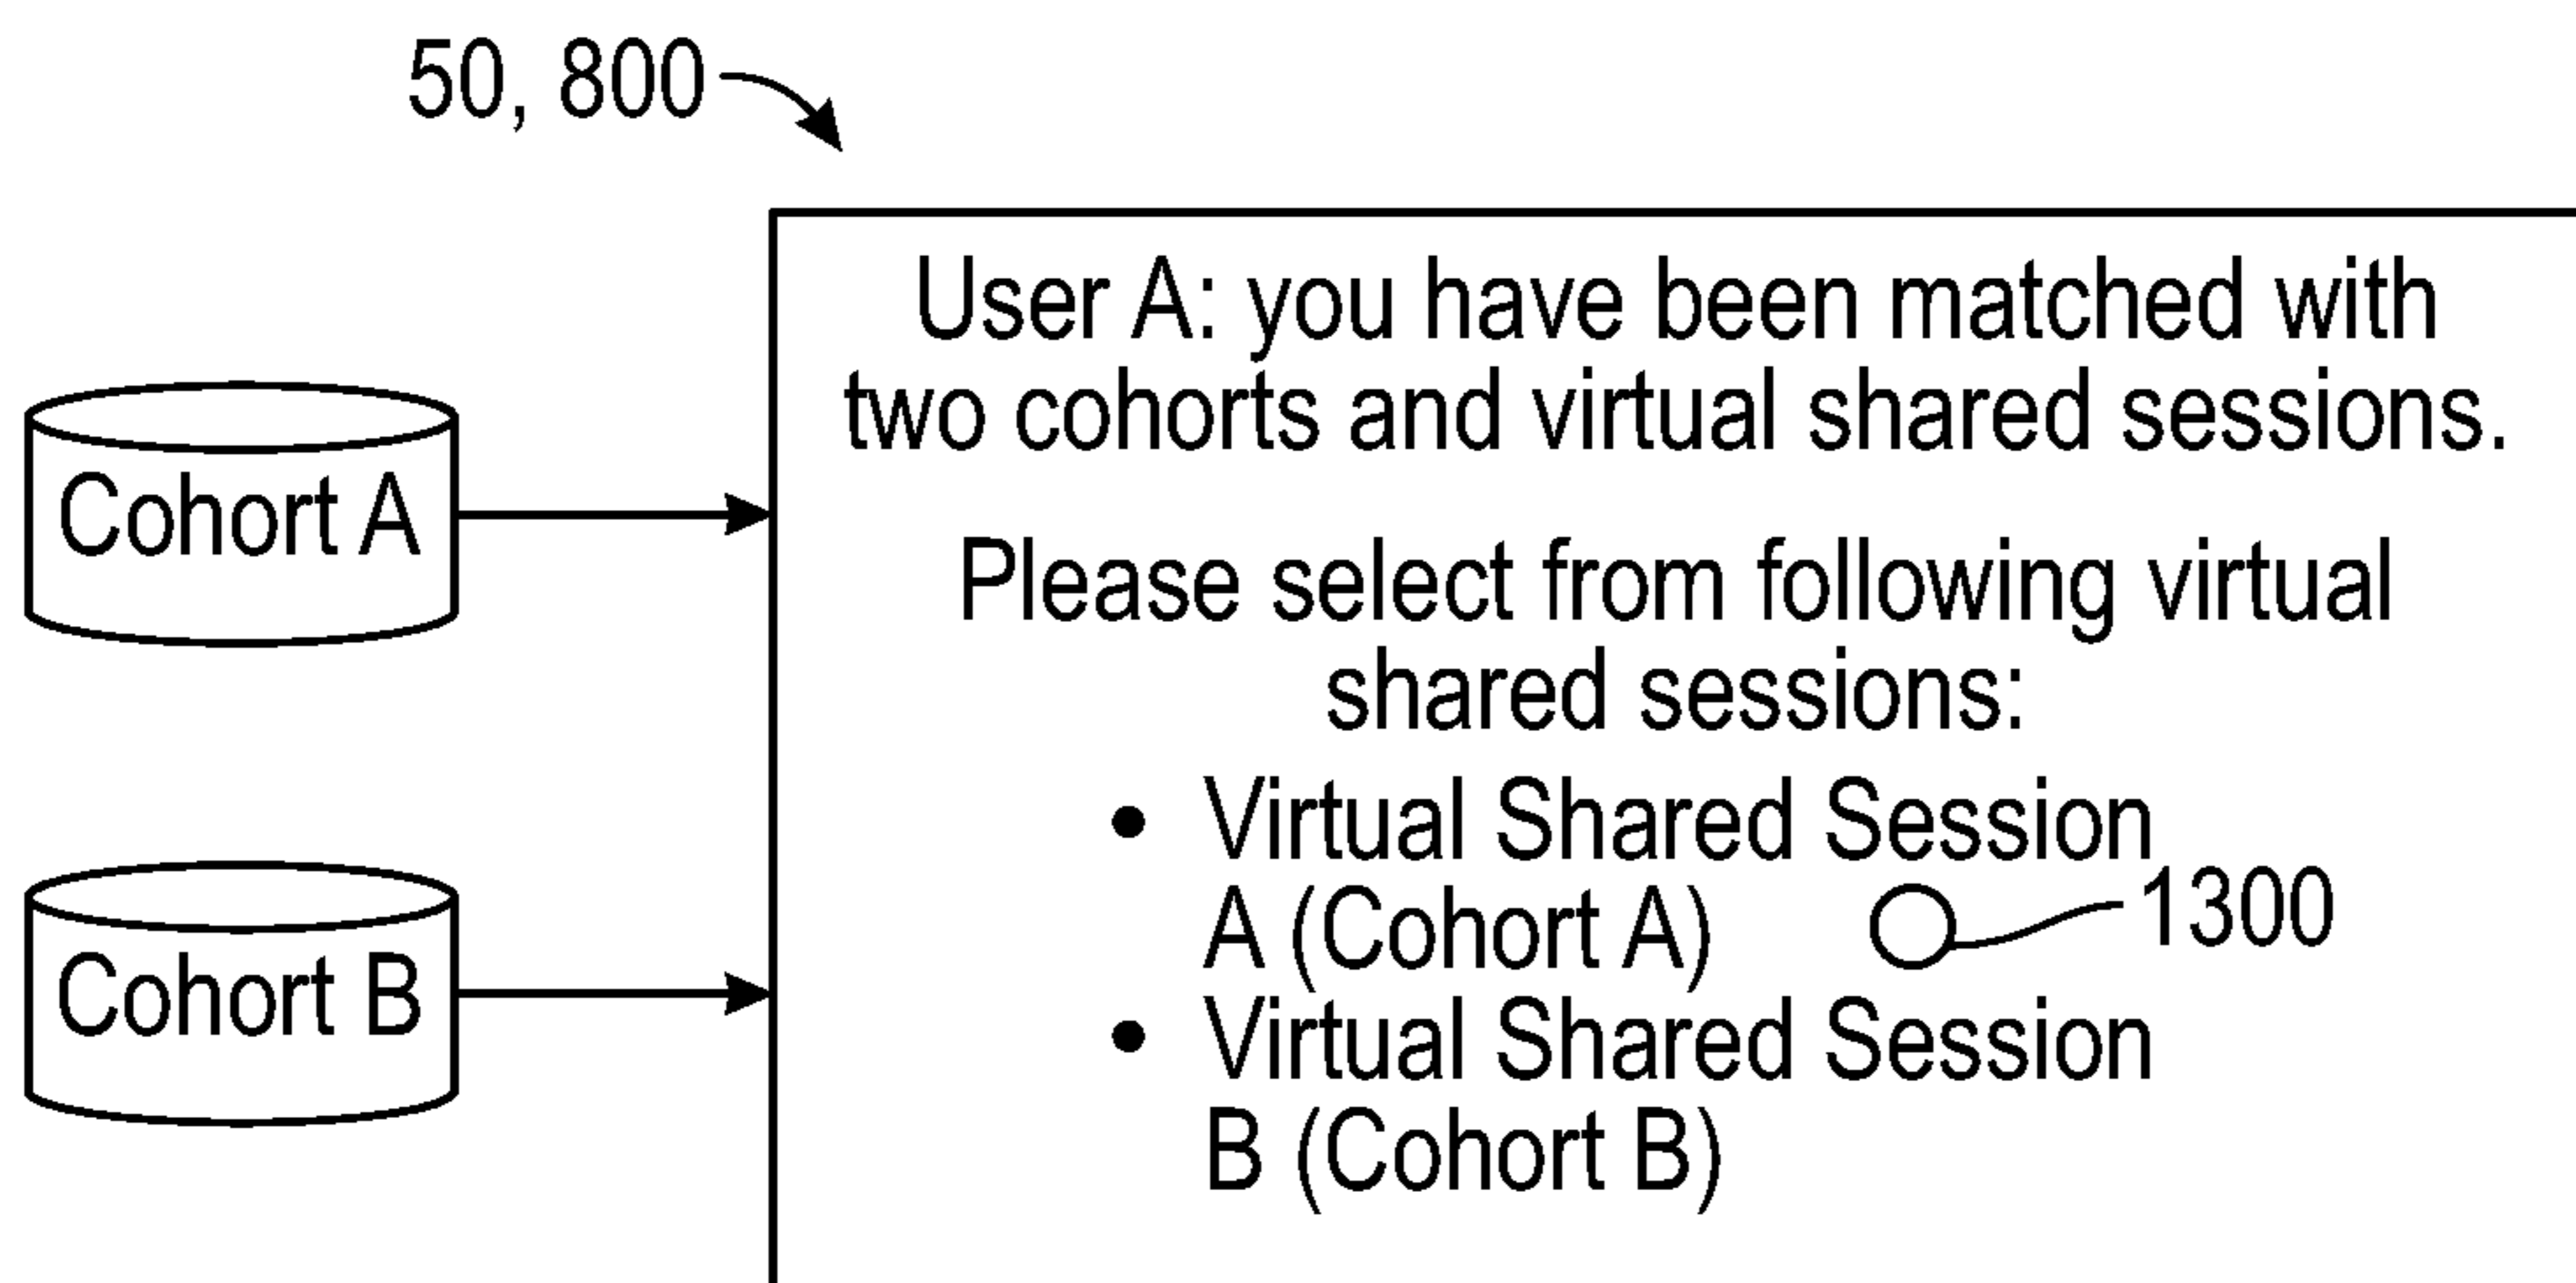 50, 800
User A: you have been matched with
two cohorts and virtual shared sessions.
Cohort A
Please select from following virtual
shared sessions:
• Virtual Shared Session
A (Cohort A)
1300
Cohort B
• Virtual Shared Session
B (Cohort B)